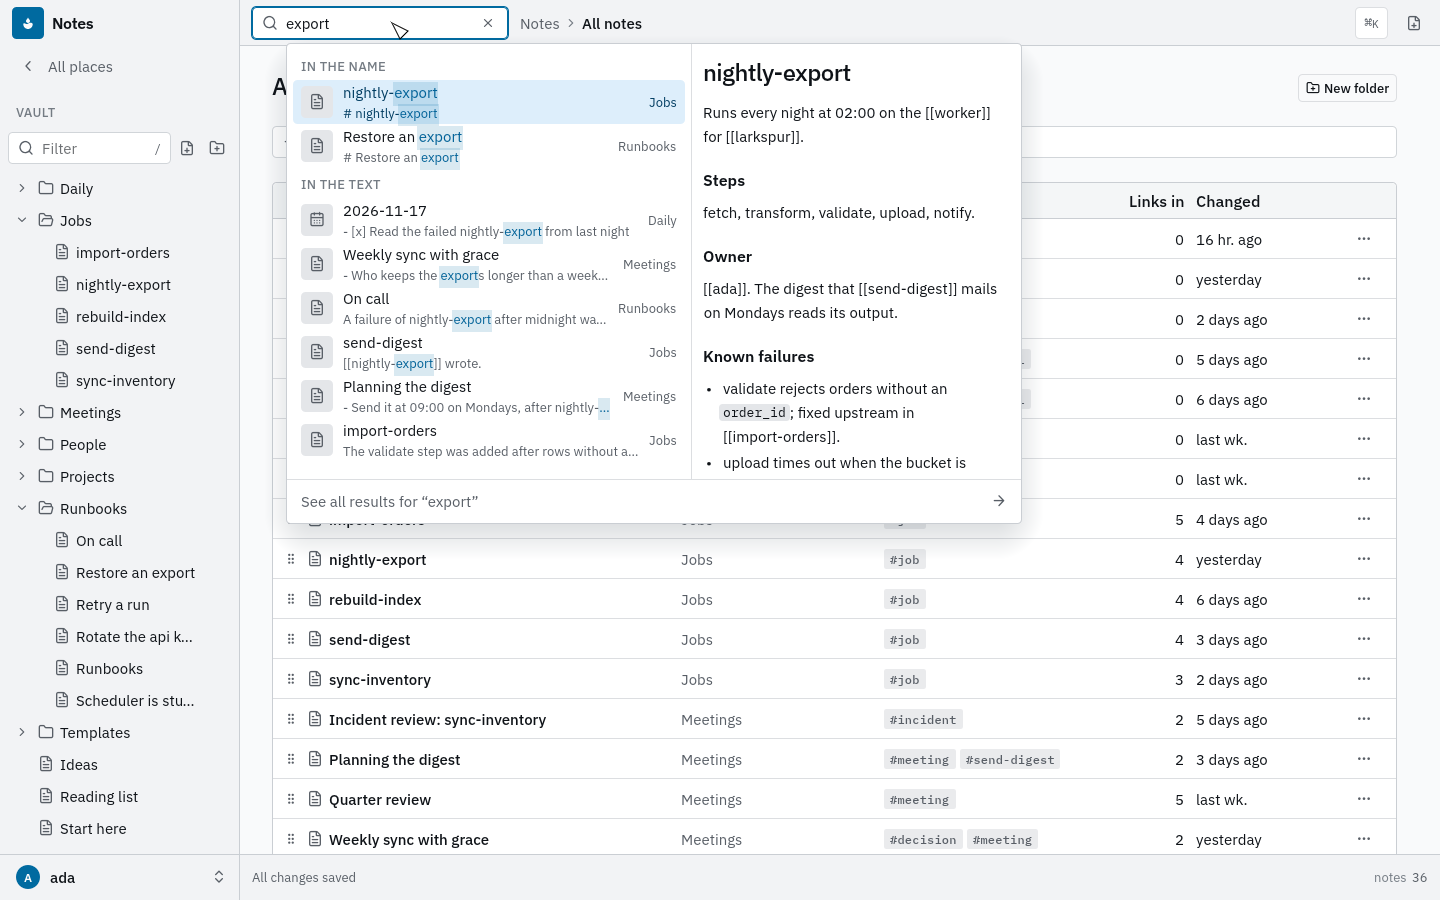 Notes
export
Notes
All notes
⌘K
All places
VAULT
Filter
/
Daily
Jobs
import-orders
nightly-export
rebuild-index
send-digest
sync-inventory
Meetings
People
Projects
Runbooks
On call
Restore an export
Retry a run
Rotate the api k...
Runbooks
Scheduler is stu...
Templates
Ideas
Reading list
Start here
A
ada
IN THE NAME
nightly-export
# nightly-export
Jobs
Restore an export
# Restore an export
Runbooks
IN THE TEXT
2026-11-17
- [x] Read the failed nightly-export from last night
Daily
Weekly sync with grace
- Who keeps the exports longer than a week...
Meetings
On call
A failure of nightly-export after midnight wa...
Runbooks
send-digest
[[nightly-export]] wrote.
Jobs
Planning the digest
- Send it at 09:00 on Mondays, after nightly-...
Meetings
import-orders
The validate step was added after rows without a...
Jobs
See all results for “export”
nightly-export
Runs every night at 02:00 on the [[worker]]
for [[larkspur]].
Steps
fetch, transform, validate, upload, notify.
Owner
[[ada]]. The digest that [[send-digest]] mails
on Mondays reads its output.
Known failures
• validate rejects orders without an
order_id; fixed upstream in
[[import-orders]].
• upload times out when the bucket is
New folder
Links in Changed
0 16 hr. ago
0 yesterday
0 2 days ago
0 5 days ago
0 6 days ago
0 last wk.
0 last wk.
5 4 days ago
nightly-export Jobs #job 4 yesterday
rebuild-index Jobs #job 4 6 days ago
send-digest Jobs #job 4 3 days ago
sync-inventory Jobs #job 3 2 days ago
Incident review: sync-inventory Meetings #incident 2 5 days ago
Planning the digest Meetings #meeting #send-digest 2 3 days ago
Quarter review Meetings #meeting 5 last wk.
Weekly sync with grace Meetings #decision #meeting 2 yesterday
All changes saved
notes 36